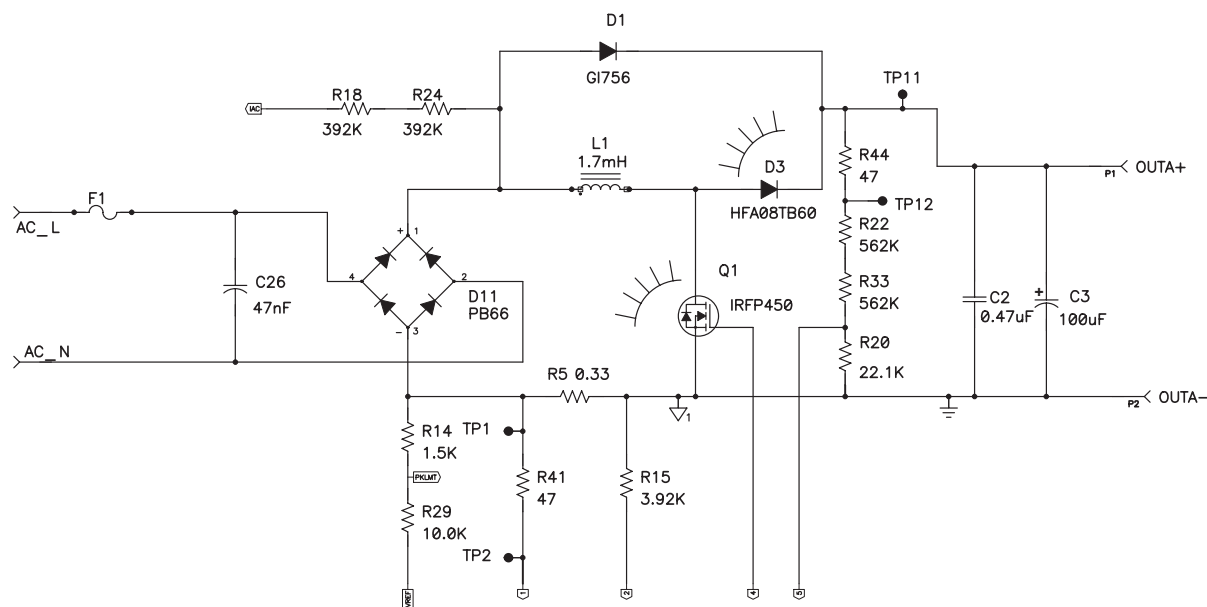 D1
GI756
TP11
IAC
R18
392K
R24
392K
L1
1.7mH
D3
HFA08TB60
R44
47
P1
OUTA+
TP12
F1
AC_L
R22
562K
+
1
4
2
3
-
D11
PB66
C26
47nF
Q1
IRFP450
R33
562K
C2
0.47uF
+
C3
100uF
AC_N
R20
22.1K
R5 0.33
1
P2
OUTA-
R14
1.5K
TP1
PKLMT
R41
47
R15
3.92K
R29
10.0K
TP2
VREF
1
2
4
5